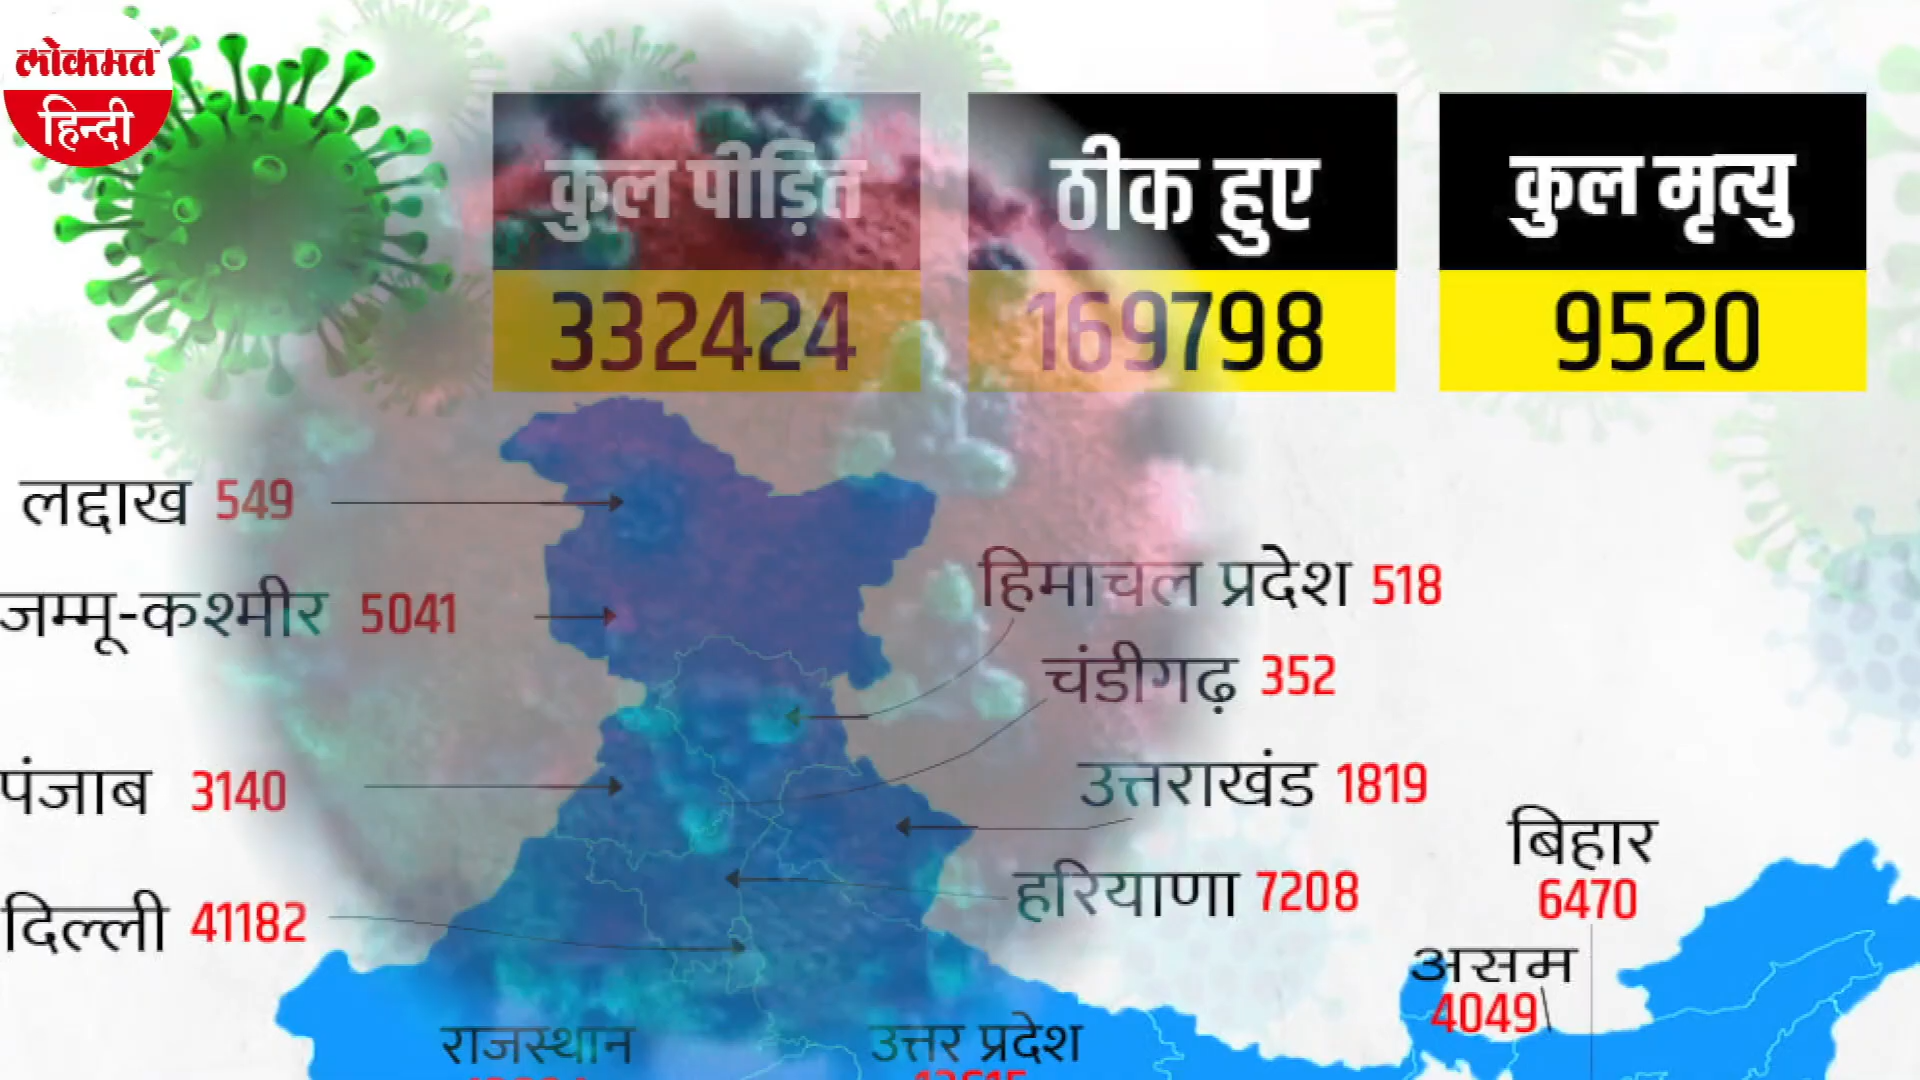 लोकमत
हिन्दी
कुल पीड़ित
332424
ठीक हुए
169798
कुल मृत्यु
9520
लद्दाख 549
जम्मू-कश्मीर 5041
हिमाचल प्रदेश 518
चंडीगढ़ 352
पंजाब 3140
उत्तराखंड 1819
बिहार
6470
हरियाणा 7208
दिल्ली 41182
असम
4049
राजस्थान
उत्तर प्रदेश